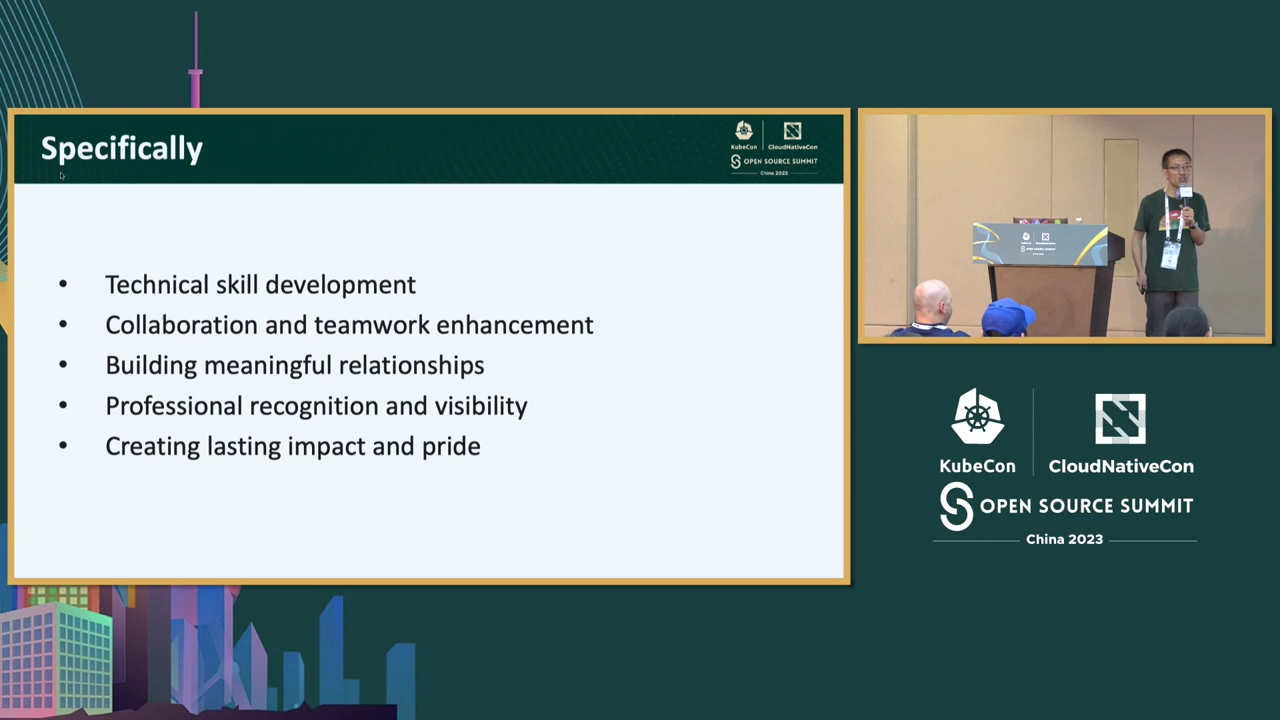 Specifically
KubeCon
CloudNativeCon
OPEN SOURCE SUMMIT
China 2023
Technical skill development
Collaboration and teamwork enhancement
Building meaningful relationships
Professional recognition and visibility
Creating lasting impact and pride
KubeCon
CloudNativeCon
OPEN SOURCE SUMMIT
China 2023